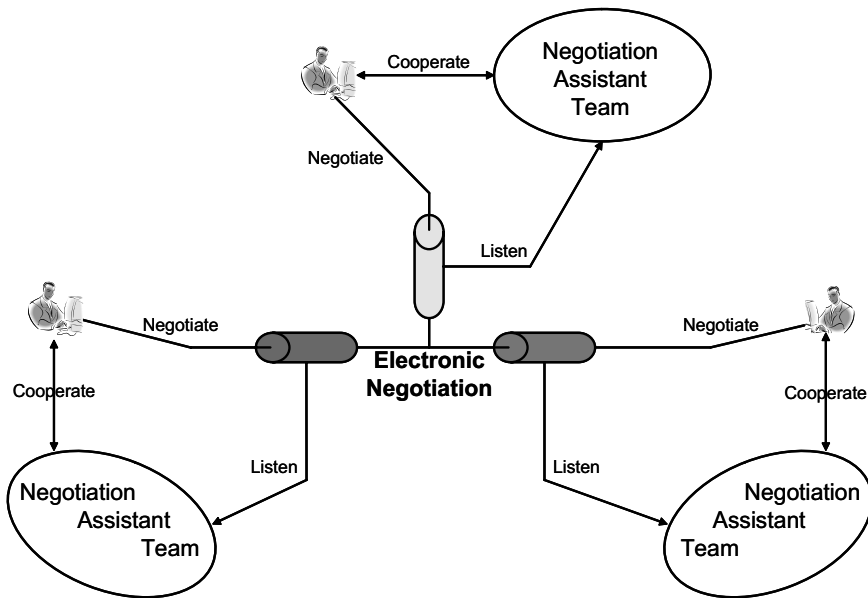 Cooperate
Negotiation
Assistant
Team
Negotiate
Listen
Negotiate
Negotiate
Electronic
Negotiation
Cooperate
Cooperate
Listen
Listen
Negotiation
Assistant
Team
Negotiation
Assistant
Team